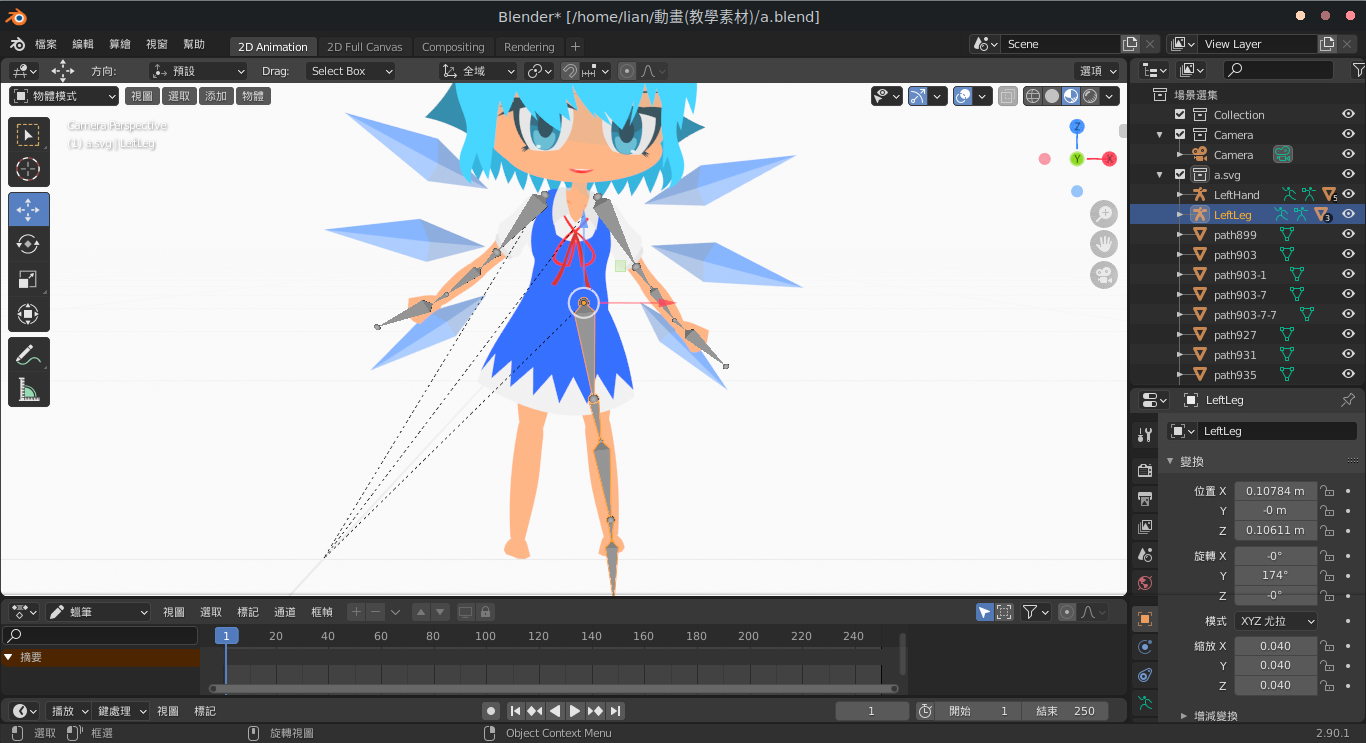 Blender* [/home/lian/動畫(教學素材)/a.blend]
檔案 編輯 算繪 視窗 幫助 2D Animation 2D Full Canvas Compositing Rendering + Scene View Layer
方向: 預設 Drag: Select Box 全域 選項
物體模式 視圖 選取 添加 物體
Camera Perspective
(1) a.svg | LeftLeg
Z
Y
X
場景選集
Collection
Camera
Camera
a.svg
LeftHand 5
LeftLeg 3
path899
path903
path903-1
path903-7
path903-7-7
path927
path931
path935
LeftLeg
LeftLeg
變換
位置 X 0.10784 m
Y -0 m
Z 0.10611 m
旋轉 X -0°
Y 174°
Z -0°
模式 XYZ 尤拉
縮放 X 0.040
Y 0.040
Z 0.040
增減變換
蠟筆 視圖 選取 標記 通道 框幀
1 20 40 60 80 100 120 140 160 180 200 220 240
摘要
播放 鍵處理 視圖 標記 1 開始 1 結束 250
選取 框選 旋轉視圖 Object Context Menu 2.90.1